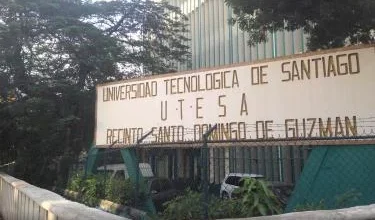 UNIVERSIDAD TECNOLOGICA DE SANTIAGO
U·T·E·S·A
RECINTO SANTO DOMINGO DE GUZMAN